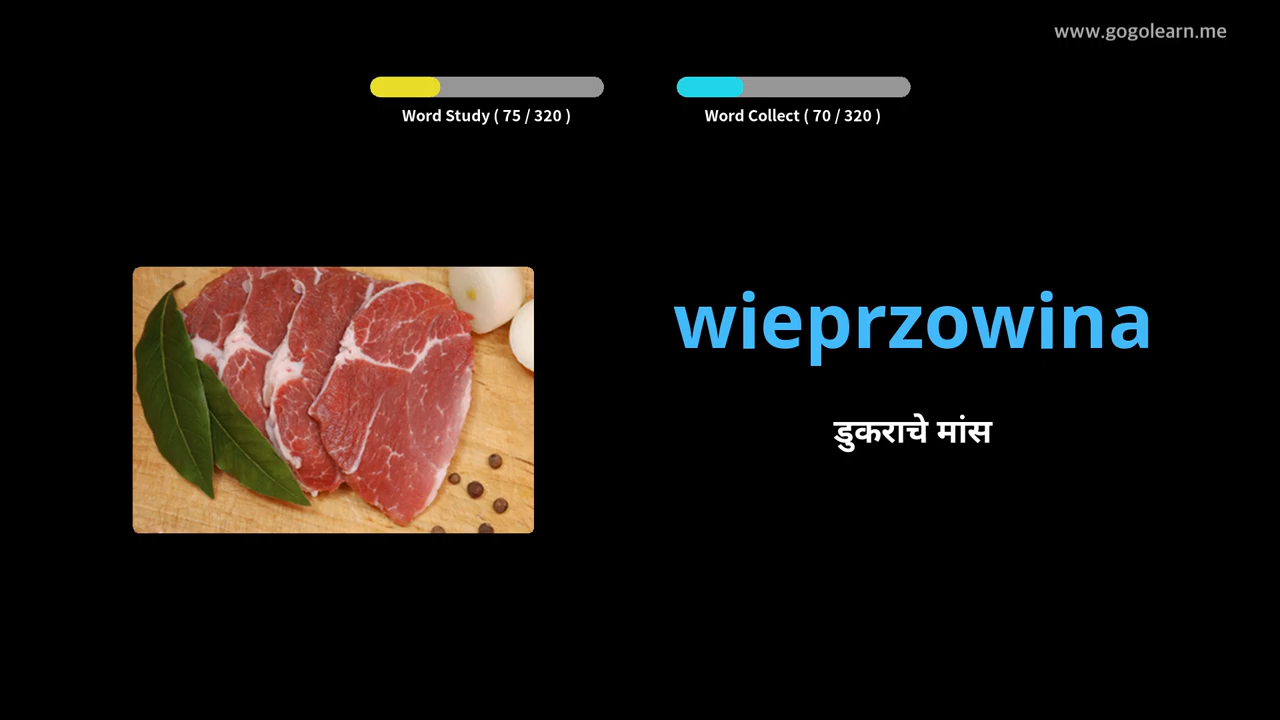 www.gogolearn.me
Word Study ( 75 / 320 )
Word Collect ( 70 / 320 )
wieprzowina
डुकराचे मांस